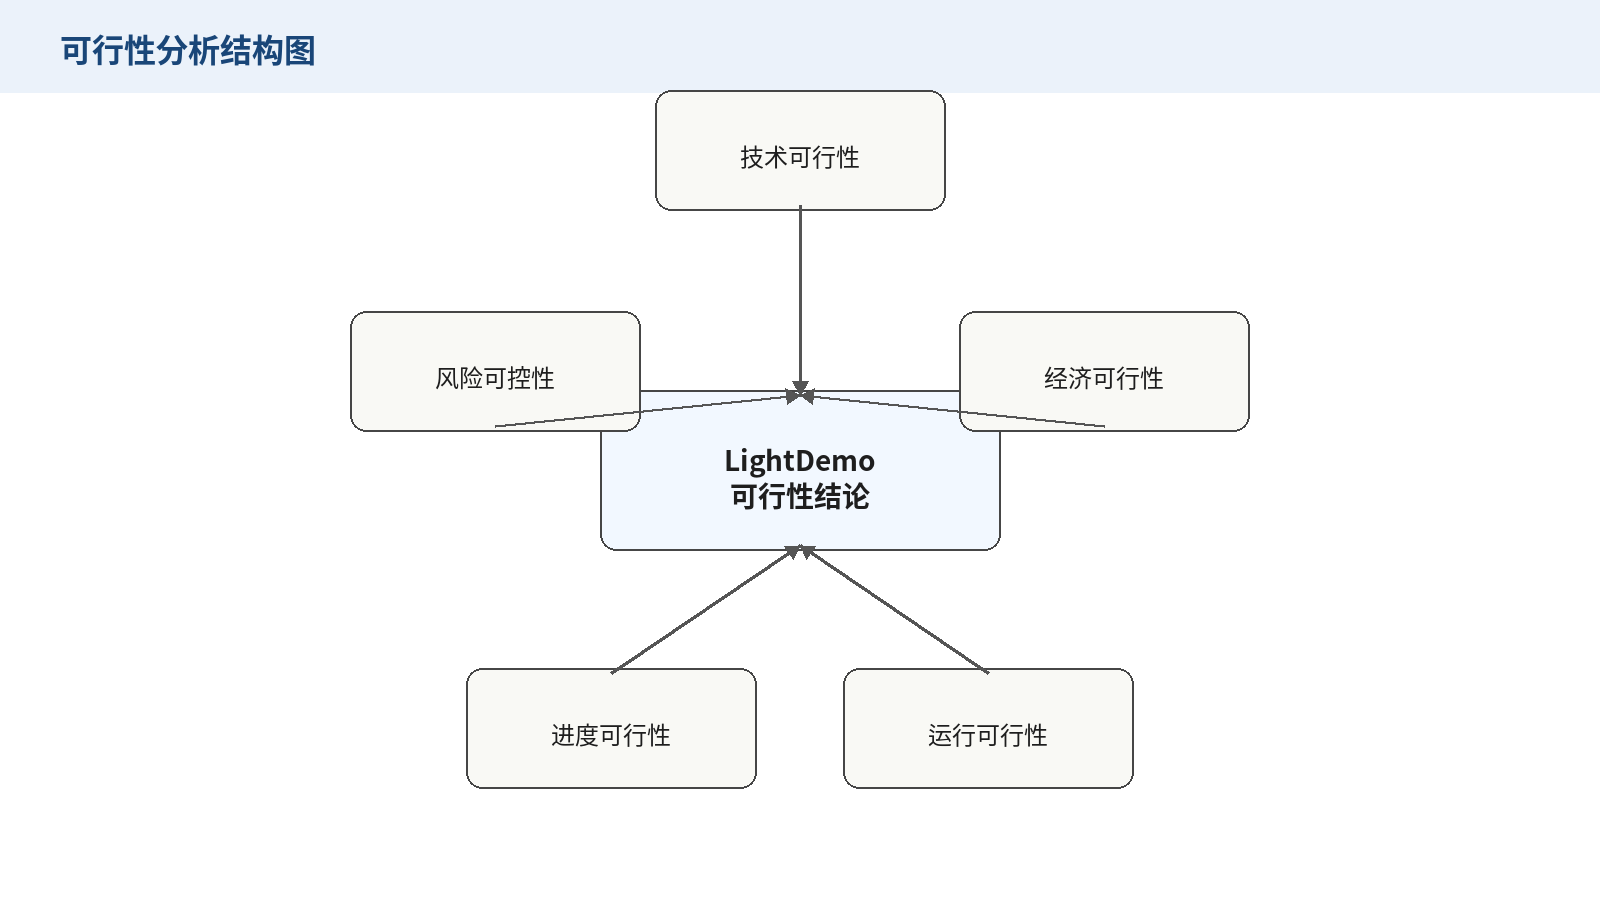 可行性分析结构图
技术可行性
风险可控性
经济可行性
LightDemo
可行性结论
进度可行性
运行可行性